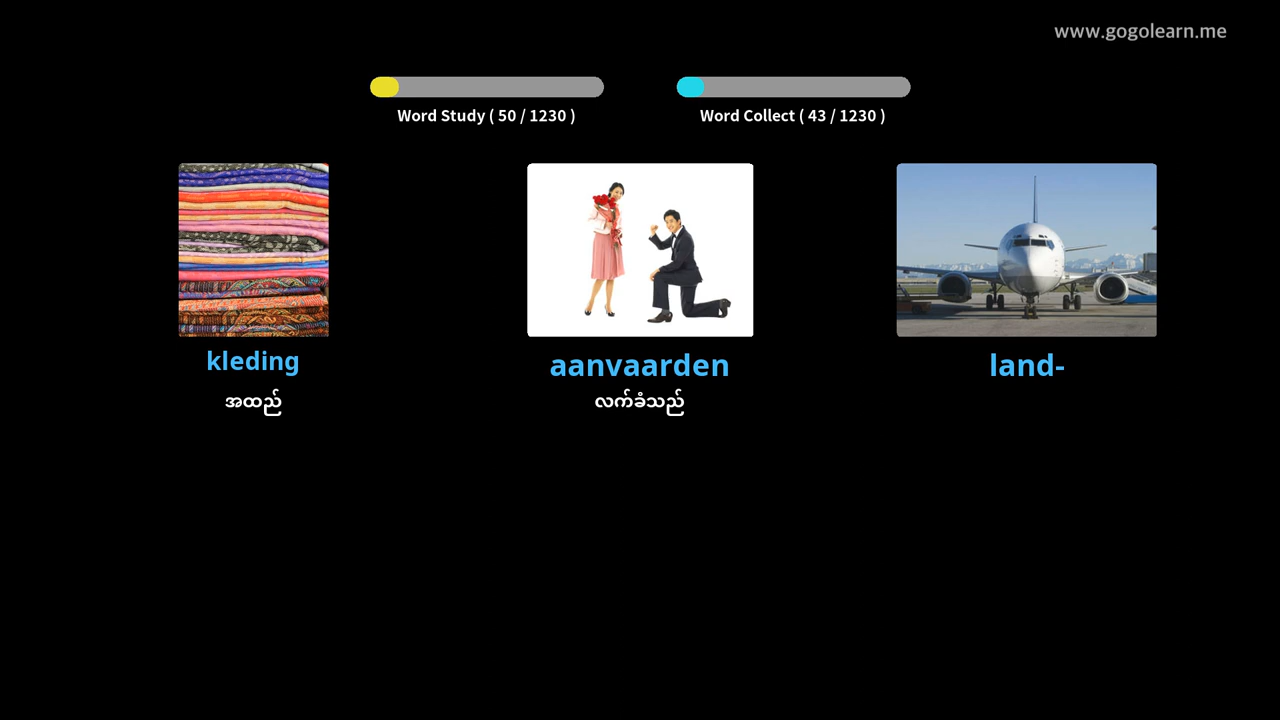 www.gogolearn.me
Word Study ( 50 / 1230 )
Word Collect ( 43 / 1230 )
kleding
aanvaarden
land-
အထည်
လက်ခံသည်